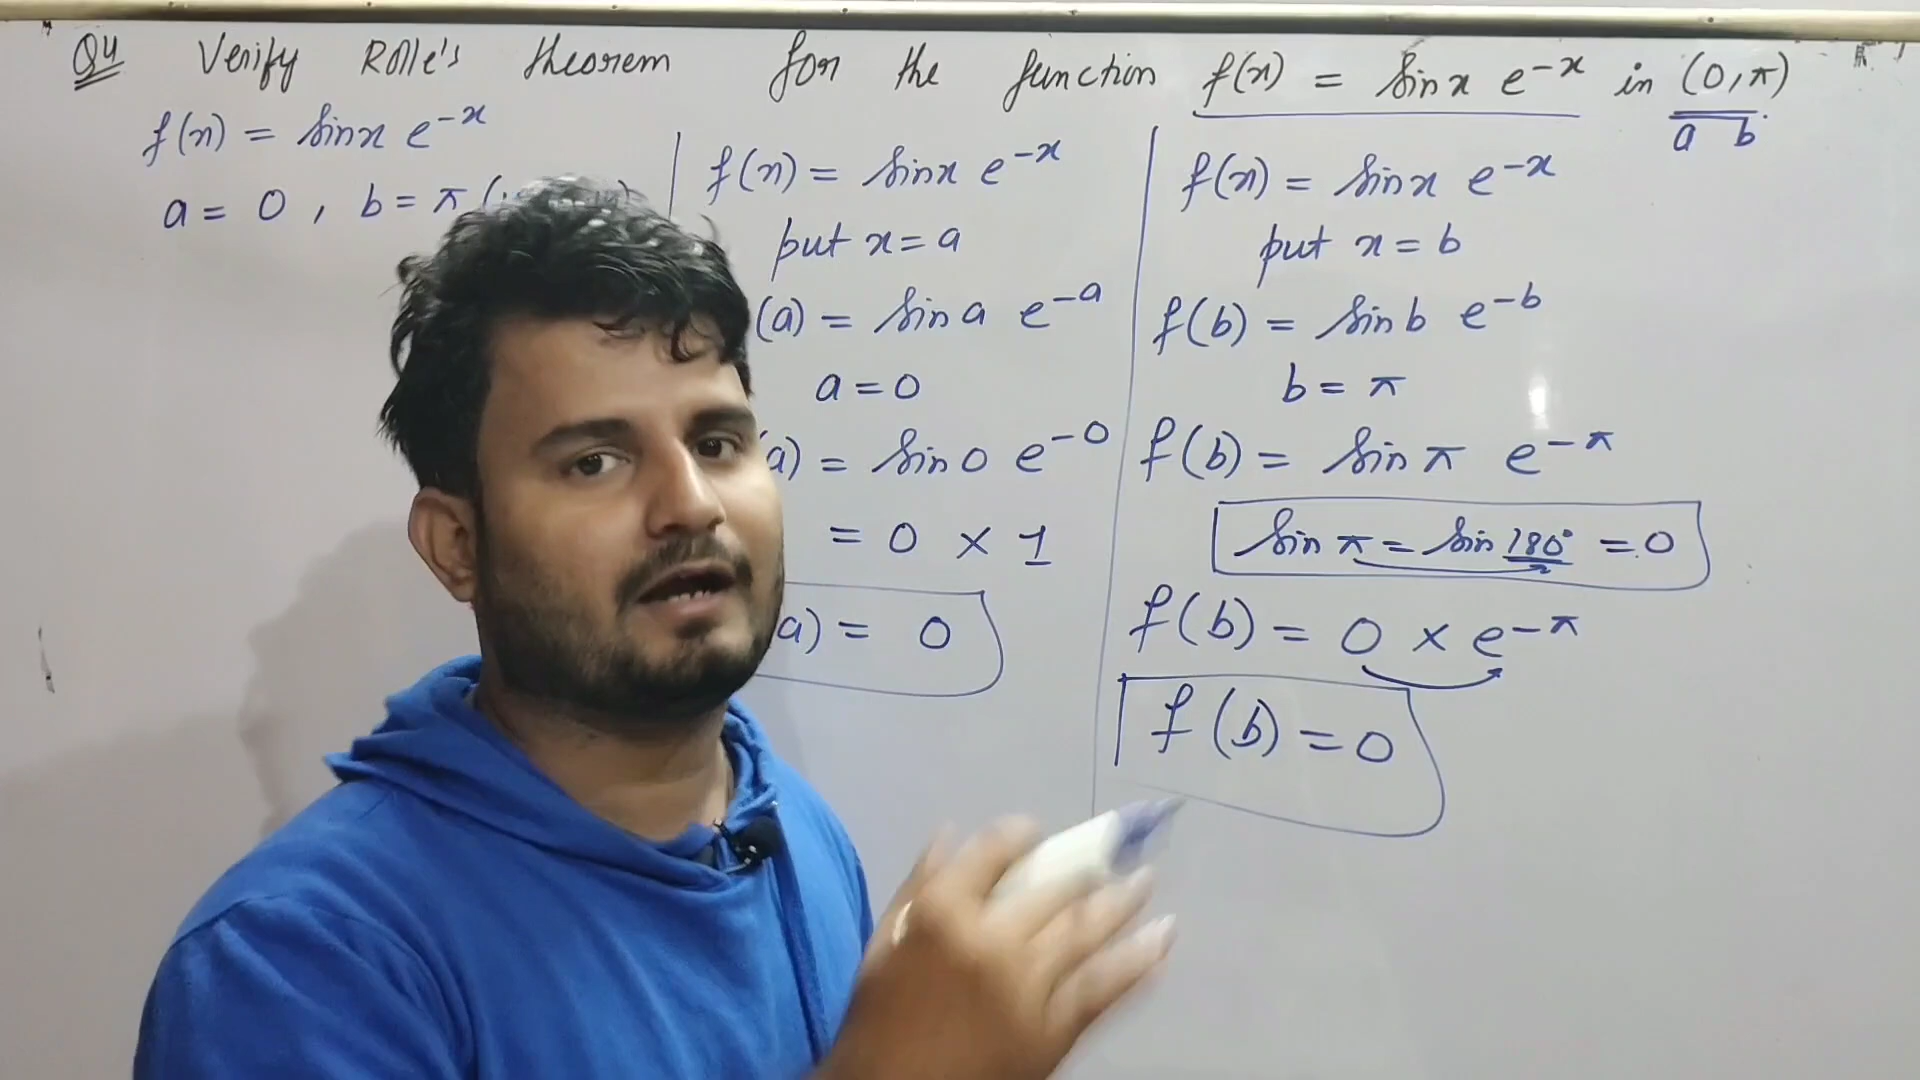 Q4 Verify Rolle's theorem for the function f(x) = sinx e^-x in (0,π)
a b
f(x) = sinx e^-x
a = 0 , b = π (
f(x) = sinx e^-x
put x = a
(a) = sin a e^-a
a = 0
(a) = sin 0 e^-0
= 0 × 1
a) = 0
f(x) = sinx e^-x
put x = b
f(b) = sin b e^-b
b = π
f(b) = sin π e^-π
sin π = sin 180° = 0
f(b) = 0 × e^-π
f(b) = 0